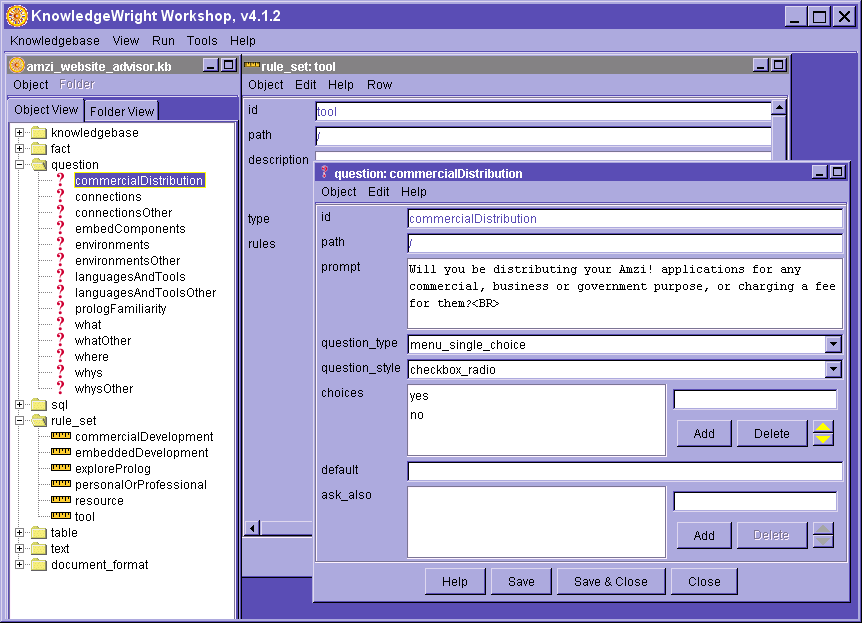 KnowledgeWright Workshop, v4.1.2
Knowledgebase View Run Tools Help
amzi_website_advisor.kb
Object Folder
Object View Folder View
knowledgebase
fact
question
commercialDistribution
connections
connectionsOther
embedComponents
environments
environmentsOther
languagesAndTools
languagesAndToolsOther
prologFamiliarity
what
whatOther
where
whys
whysOther
sql
rule_set
commercialDevelopment
embeddedDevelopment
exploreProlog
personalOrProfessional
resource
tool
table
text
document_format
rule_set: tool
Object Edit Help Row
id tool
path /
description
type
rules
question: commercialDistribution
Object Edit Help
id commercialDistribution
path /
prompt Will you be distributing your Amzi! applications for any
commercial, business or government purpose, or charging a fee
for them?<BR>
question_type menu_single_choice
question_style checkbox_radio
choices yes
no
Add Delete
default
ask_also
Add Delete
Help Save Save & Close Close